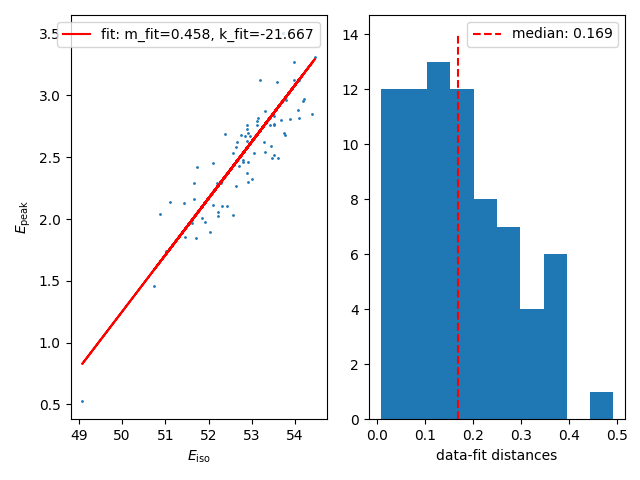 fit: m_fit=0.458, k_fit=-21.667
3.5
3.0
2.5
2.0
1.5
1.0
0.5
E_peak
49 50 51 52 53 54
E_iso
median: 0.169
14
12
10
8
6
4
2
0
0.0 0.1 0.2 0.3 0.4 0.5
data-fit distances